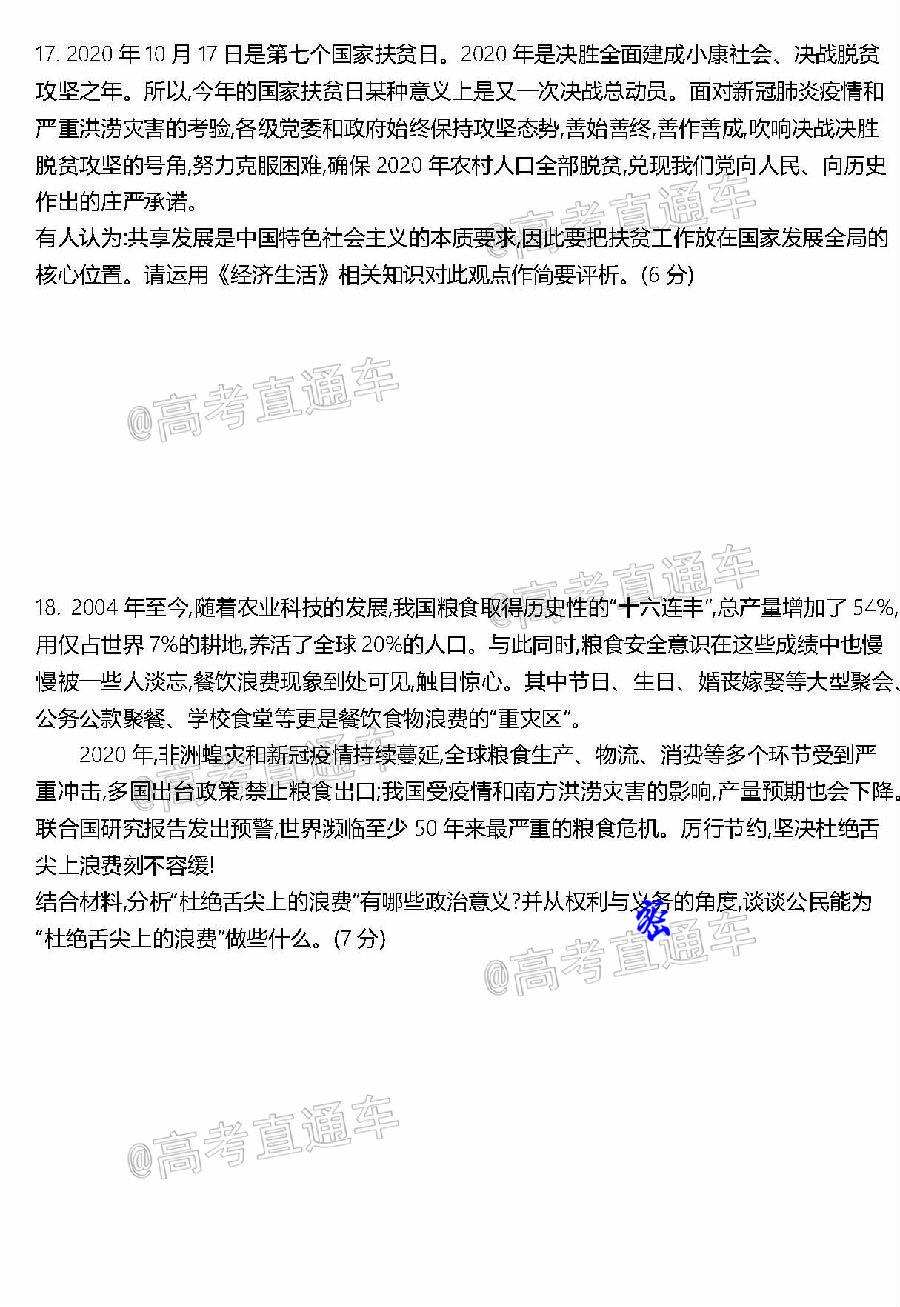 17. 2020 年 10 月 17 日是第七个国家扶贫日。2020 年是决胜全面建成小康社会、决战脱贫
攻坚之年。所以,今年的国家扶贫日某种意义上是又一次决战总动员。面对新冠肺炎疫情和
严重洪涝灾害的考验,各级党委和政府始终保持攻坚态势,善始善终,善作善成,吹响决战决胜
脱贫攻坚的号角,努力克服困难,确保 2020 年农村人口全部脱贫,兑现我们党向人民、向历史
作出的庄严承诺。
@高考直通车
有人认为:共享发展是中国特色社会主义的本质要求,因此要把扶贫工作放在国家发展全局的
核心位置。请运用《经济生活》相关知识对此观点作简要评析。(6 分)
@高考直通车
@高考直通车
18. 2004 年至今,随着农业科技的发展,我国粮食取得历史性的“十六连丰”,总产量增加了 54%,
用仅占世界 7%的耕地,养活了全球 20%的人口。与此同时,粮食安全意识在这些成绩中也慢
慢被一些人淡忘,餐饮浪费现象到处可见,触目惊心。其中节日、生日、婚丧嫁娶等大型聚会、
公务公款聚餐、学校食堂等更是餐饮食物浪费的“重灾区”。
@高考直通车
2020 年,非洲蝗灾和新冠疫情持续蔓延,全球粮食生产、物流、消费等多个环节受到严
重冲击,多国出台政策,禁止粮食出口;我国受疫情和南方洪涝灾害的影响,产量预期也会下降。
联合国研究报告发出预警,世界濒临至少 50 年来最严重的粮食危机。厉行节约,坚决杜绝舌
尖上浪费刻不容缓!
结合材料,分析“杜绝舌尖上的浪费”有哪些政治意义?并从权利与义务的角度,谈谈公民能为
“杜绝舌尖上的浪费”做些什么。(7 分)
密
@高考直通车
@高考直通车